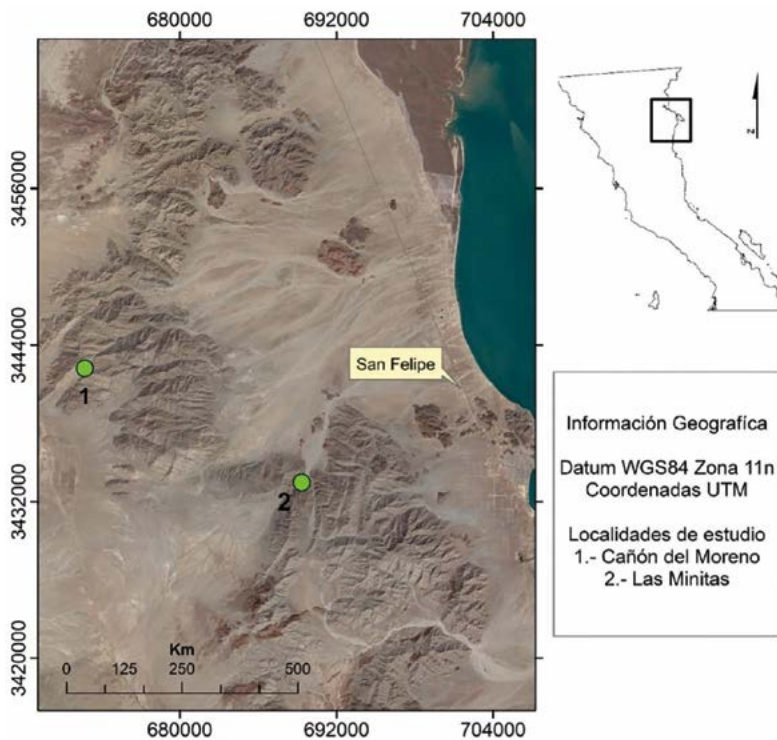 680000 692000 704000
3456000
3444000
3432000
3420000
San Felipe
1
2
Km
0 125 250 500
680000 692000 704000
N
Información Geografíca
Datum WGS84 Zona 11n
Coordenadas UTM
Localidades de estudio
1.- Cañón del Moreno
2.- Las Minitas